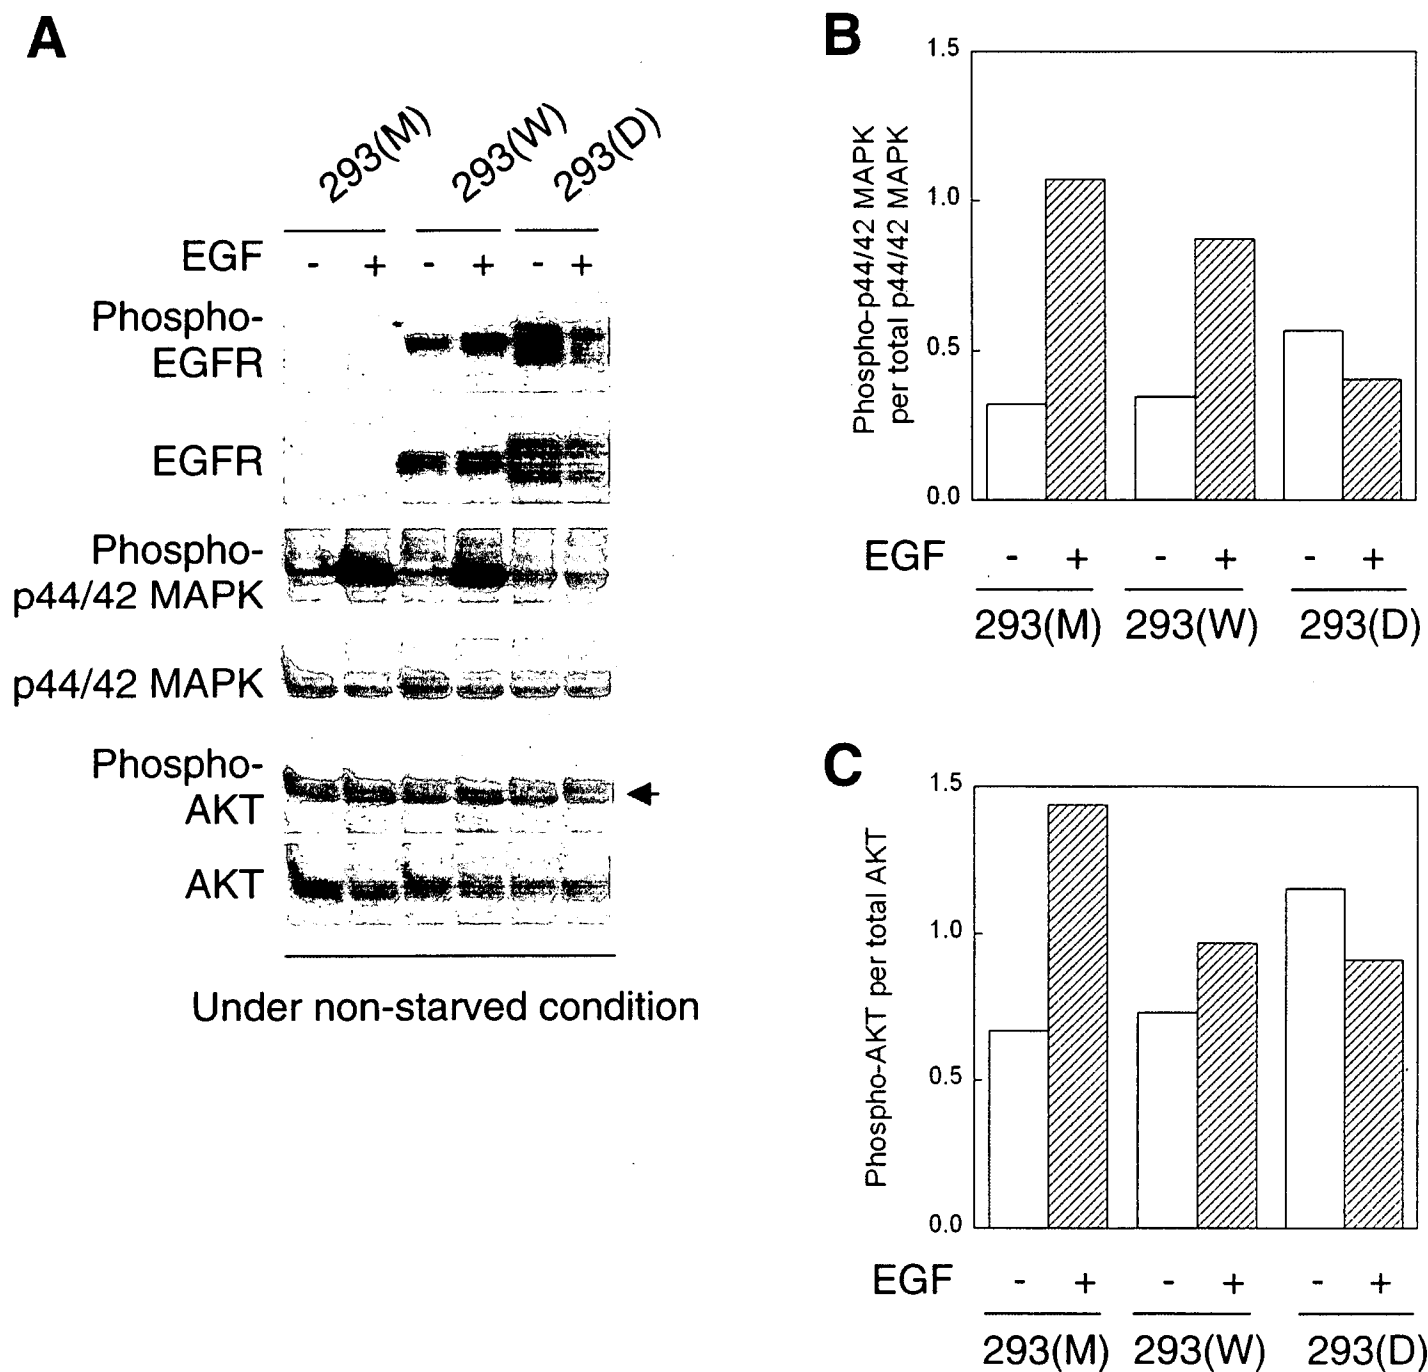 A
293(M) 293(W) 293(D)
EGF - + - + - +
Phospho-
EGFR
EGFR
Phospho-
p44/42 MAPK
p44/42 MAPK
Phospho-
AKT
AKT
Under non-starved condition
B
Phospho-p44/42 MAPK
per total p44/42 MAPK
1.5
1.0
0.5
0.0
EGF - + - + - +
293(M) 293(W) 293(D)
C
Phospho-AKT per total AKT
1.5
1.0
0.5
0.0
EGF - + - + - +
293(M) 293(W) 293(D)